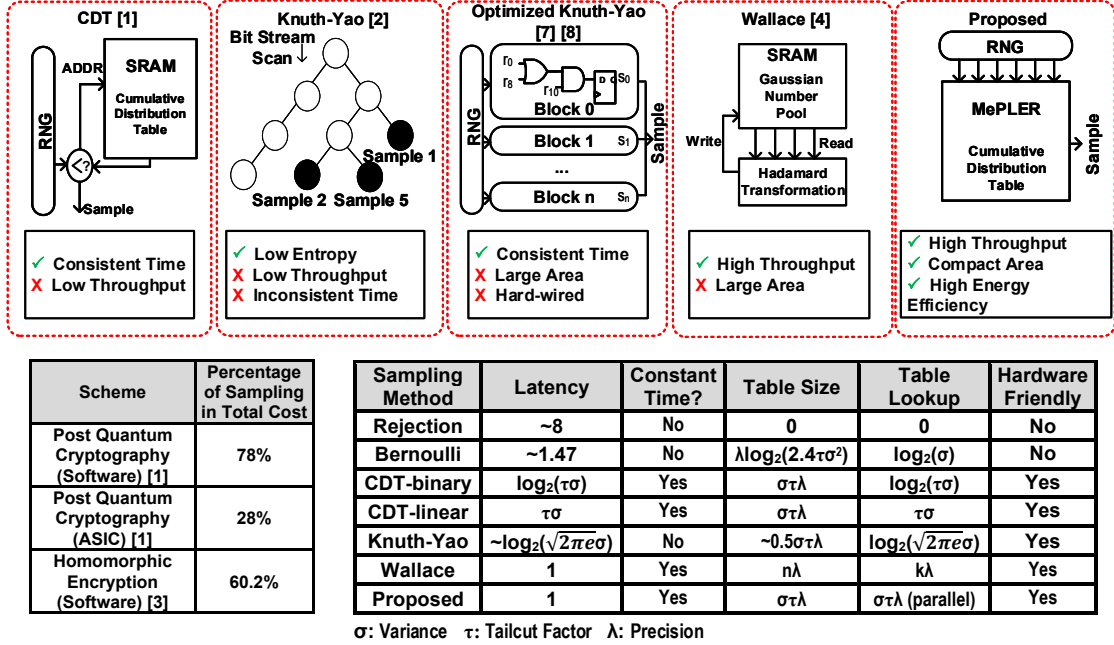 CDT [1]
RNG
ADDR
SRAM
Cumulative
Distribution
Table
<?
Sample
✓ Consistent Time
X Low Throughput
Knuth-Yao [2]
Bit Stream
Scan
Sample 1
Sample 2
Sample 5
✓ Low Entropy
X Low Throughput
X Inconsistent Time
Optimized Knuth-Yao
[7] [8]
RNG
r0
r8
r10
D
S0
Block 0
Block 1
S1
...
Block n
Sn
Sample
✓ Consistent Time
X Large Area
X Hard-wired
Wallace [4]
SRAM
Gaussian
Number
Pool
Write
Read
Hadamard
Transformation
✓ High Throughput
X Large Area
Proposed
RNG
MePLER
Cumulative
Distribution
Table
Sample
✓ High Throughput
✓ Compact Area
✓ High Energy
Efficiency
Scheme
Percentage
of Sampling
in Total Cost
Post Quantum
Cryptography
(Software) [1]
78%
Post Quantum
Cryptography
(ASIC) [1]
28%
Homomorphic
Encryption
(Software) [3]
60.2%
Sampling
Method
Latency
Constant
Time?
Table Size
Table
Lookup
Hardware
Friendly
Rejection ~8 No 0 0 No
Bernoulli ~1.47 No λlog₂(2.4τσ²) log₂(σ) No
CDT-binary log₂(τσ) Yes στλ log₂(τσ) Yes
CDT-linear τσ Yes στλ τσ Yes
Knuth-Yao ~log₂(√2πeσ) No ~0.5στλ log₂(√2πeσ) Yes
Wallace 1 Yes nλ kλ Yes
Proposed 1 Yes στλ στλ (parallel) Yes
σ: Variance τ: Tailcut Factor λ: Precision